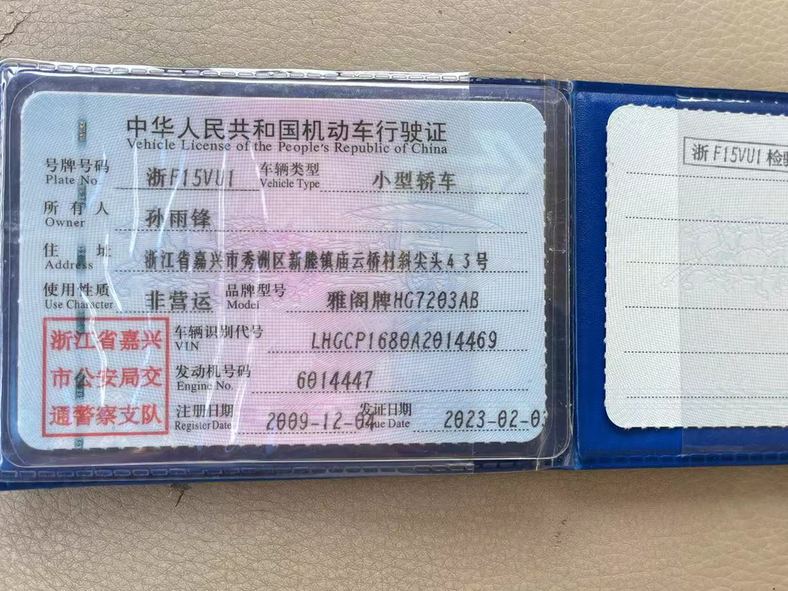 中华人民共和国机动车行驶证
Vehicle License of the People's Republic of China
号牌号码 浙F15VU1 车辆类型 小型轿车
Plate No. Vehicle Type
所有人 孙雨锋
Owner
住址 浙江省嘉兴市秀洲区新塍镇庙云桥村斜尖头43号
Address
使用性质 非营运 品牌型号 雅阁牌HG7203AB
Use Character Model
浙江省嘉兴
市公安局交
通警察支队
车辆识别代号 LHGCP1680A2014469
VIN
发动机号码 6014447
Engine No.
注册日期 2009-12-04 发证日期 2023-02-03
Register Date Issue Date
浙F15VU1 检验